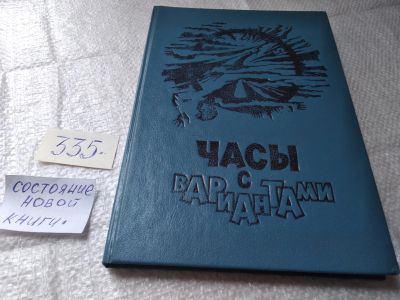 335.
состояние
новой
книги.
ЧАСЫ
С
ВАРИАНТАМИ